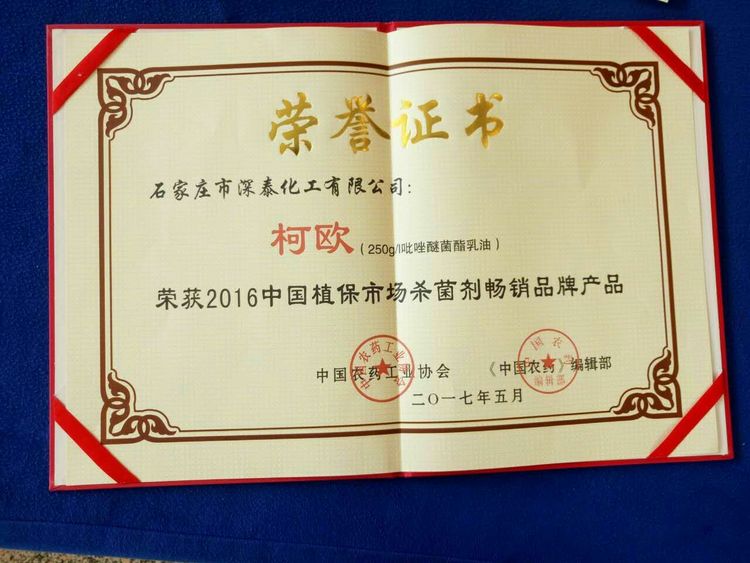 荣誉证书
石家庄市深泰化工有限公司:
柯欧(250g/l吡唑醚菌酯乳油)
荣获2016中国植保市场杀菌剂畅销品牌产品
中国农药工业协会 《中国农药》编辑部
二〇一七年五月